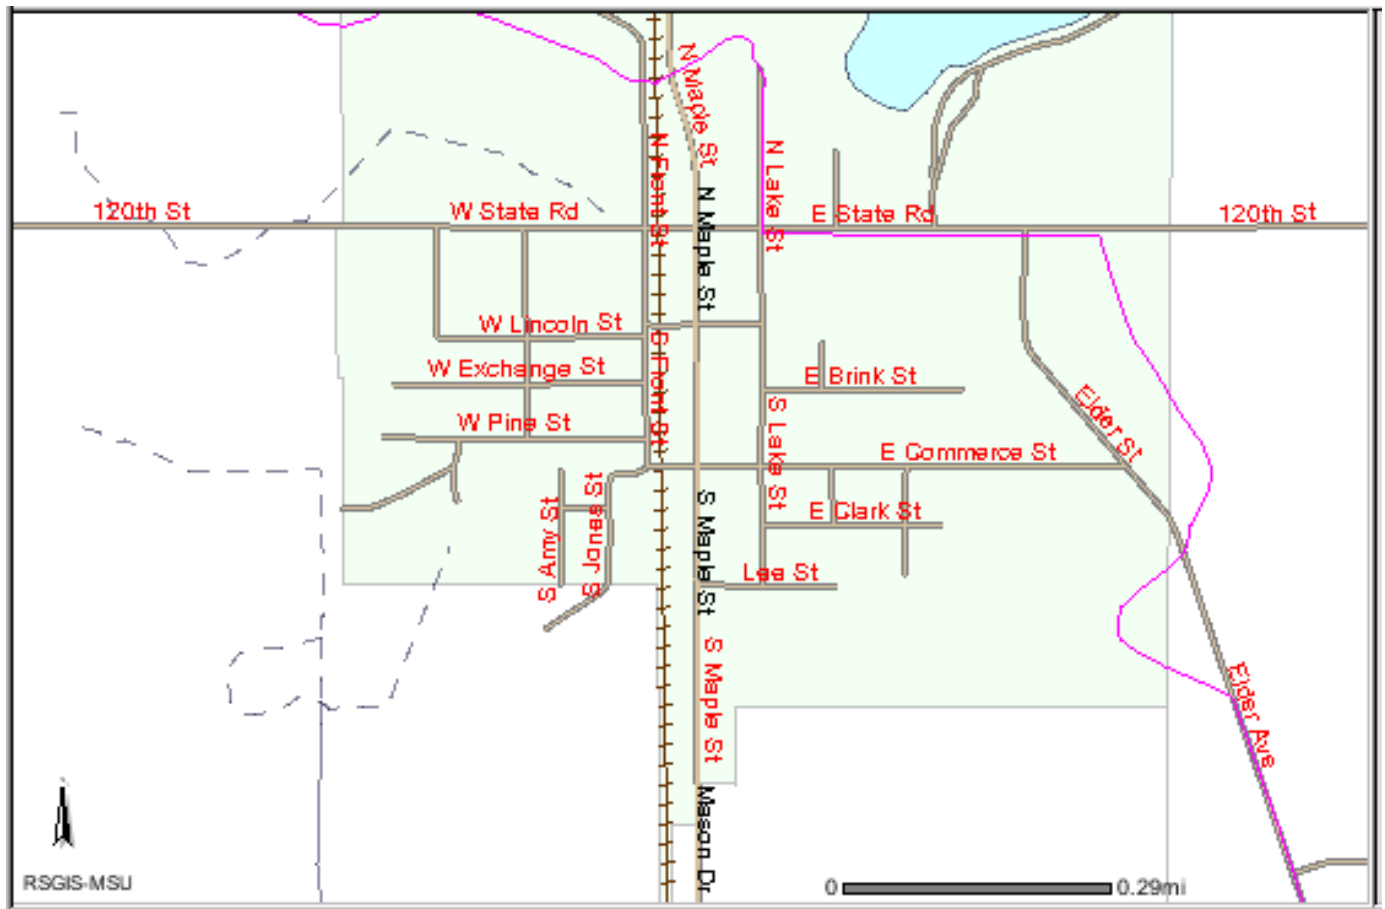 N Maple St
N Front St
N Lake St
120th St
W State Rd
E State Rd
120th St
N Maple St
W Lincoln St
S Front St
W Exchange St
E Brink St
Elder St
W Pine St
S Lake St
E Commerce St
S Amy St
S Jones St
S Maple St
E Clark St
Lee St
S Maple St
Elder Ave
Mason Dr
RSGIS-MSU
0
0.29mi